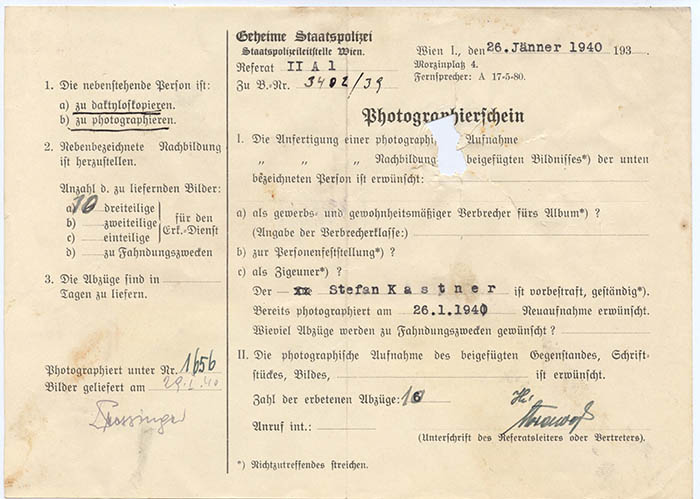 1. Die nebenstehende Person ist:
a) zu daktyloskopieren.
b) zu photographieren.
2. Nebenbezeichnete Nachbildung
ist herzustellen.
Anzahl d. zu liefernden Bilder:
a) 10 dreiteilige
b) zweiteilige
c) einteilige
für den
Erk.-Dienst
d) zu Fahndungszwecken
3. Die Abzüge sind in
Tagen zu liefern.
Photographiert unter Nr. 1656
Bilder geliefert am 29.I.40
Geheime Staatspolizei
Staatspolizeileitstelle Wien.
Referat II A 1
Zu B.-Nr. 3402/39
Wien I., den 26. Jänner 1940 193
Morzinplatz 4.
Fernsprecher: A 17-5-80.
Photographierschein
I. Die Anfertigung einer photographi Aufnahme
„ „ „ Nachbildung beigefügten Bildnisses*) der unten
bezeichneten Person ist erwünscht:
a) als gewerbs- und gewohnheitsmäßiger Verbrecher fürs Album*) ?
(Angabe der Verbrecherklasse:)
b) zur Personenfeststellung*) ?
c) als Zigeuner*) ?
Der Stefan Kastner ist vorbestraft, geständig*).
Bereits photographiert am 26.1.1940 Neuaufnahme erwünscht.
Wieviel Abzüge werden zu Fahndungszwecken gewünscht ?
II. Die photographische Aufnahme des beigefügten Gegenstandes, Schrift-
stückes, Bildes, ist erwünscht.
Zahl der erbetenen Abzüge: 10
Anruf int.:
(Unterschrift des Referatsleiters oder Vertreters).
*) Nichtzutreffendes streichen.